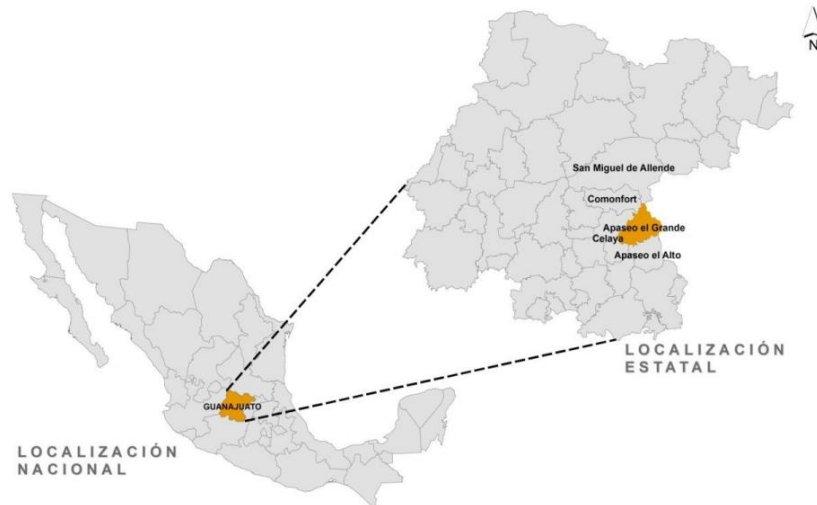 N
San Miguel de Allende
Comonfort
Apaseo el Grande
Celaya
Apaseo el Alto
LOCALIZACIÓN
ESTATAL
GUANAJUATO
LOCALIZACIÓN
NACIONAL